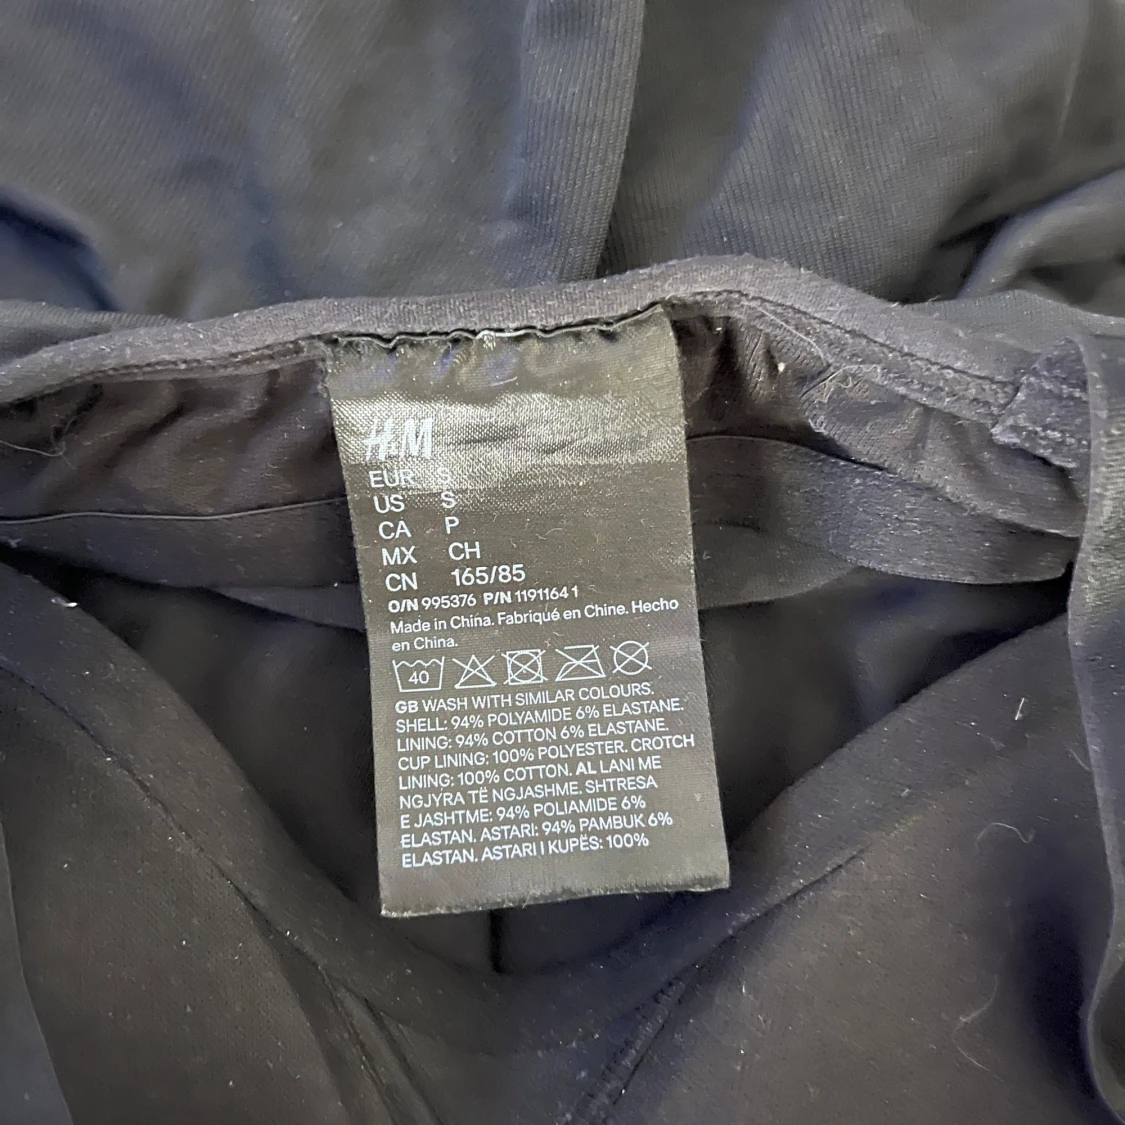 H&M
EUR S
US S
CA P
MX CH
CN 165/85
O/N 995376 P/N 1191164 1
Made in China. Fabriqué en Chine. Hecho
en China.
40
GB WASH WITH SIMILAR COLOURS.
SHELL: 94% POLYAMIDE 6% ELASTANE.
LINING: 94% COTTON 6% ELASTANE.
CUP LINING: 100% POLYESTER. CROTCH
LINING: 100% COTTON. AL LANI ME
NGJYRA TË NGJASHME. SHTRESA
E JASHTME: 94% POLIAMIDE 6%
ELASTAN. ASTARI: 94% PAMBUK 6%
ELASTAN. ASTARI I KUPËS: 100%